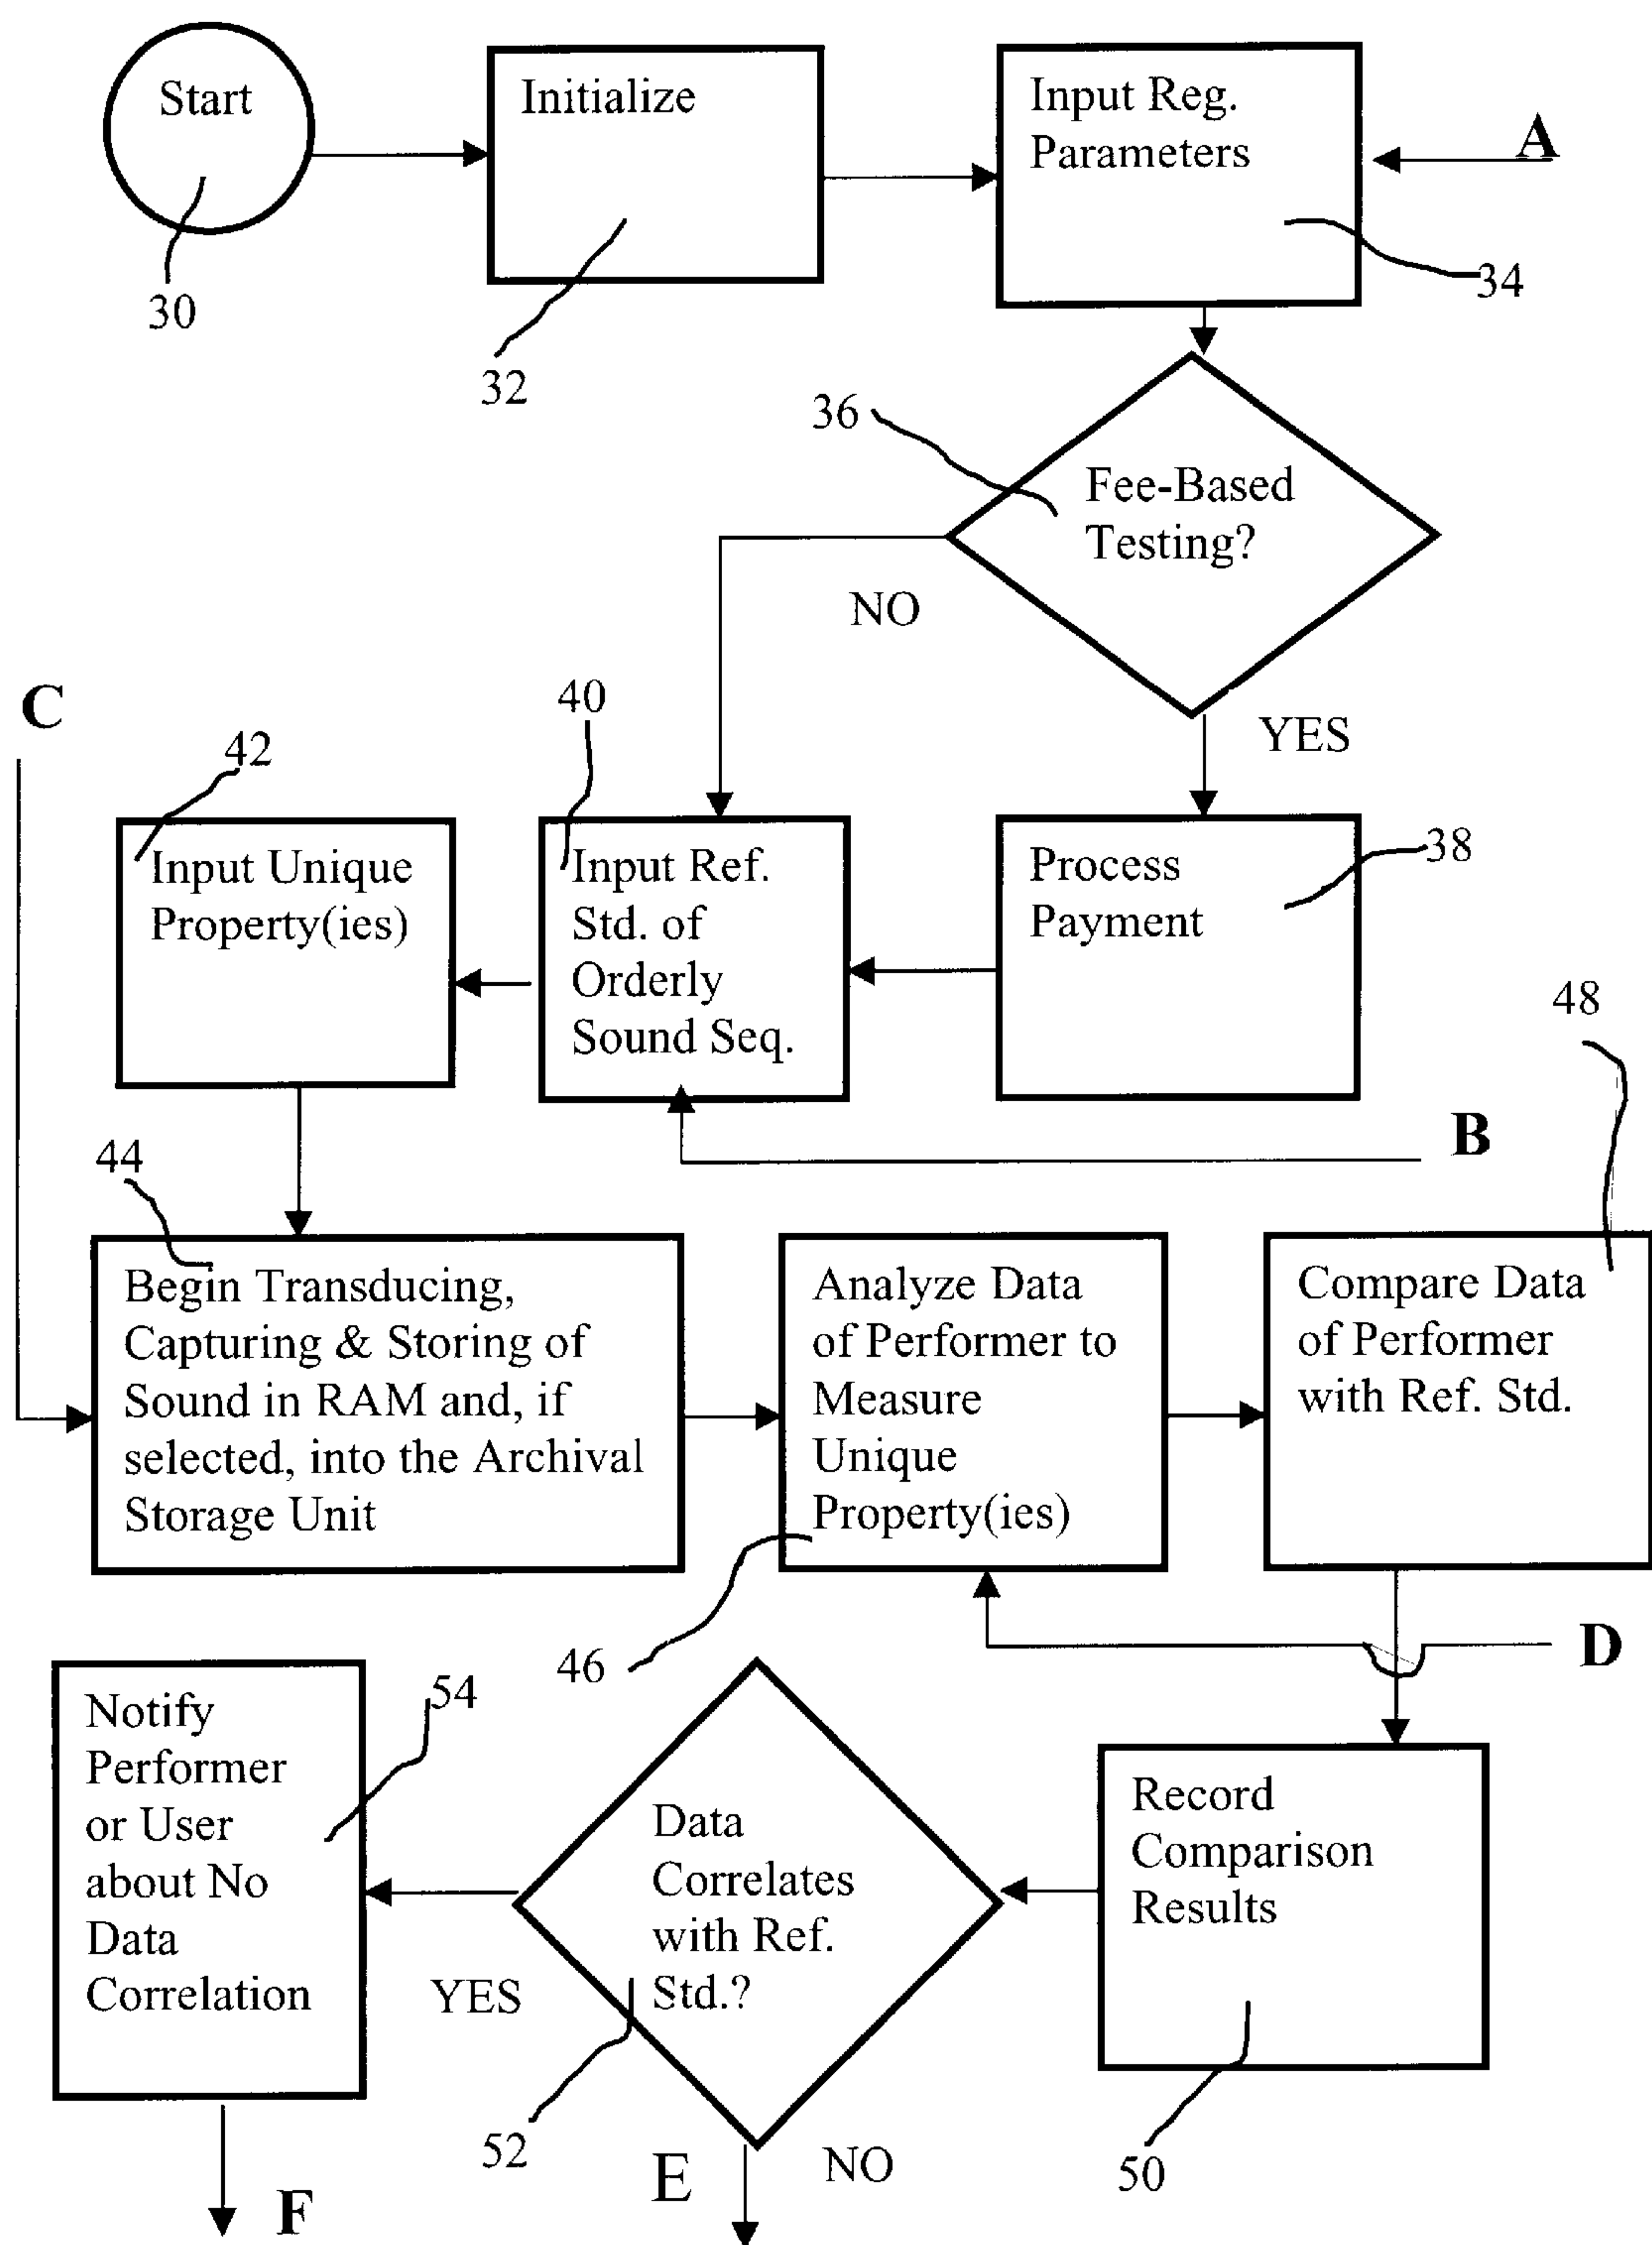 Start
30
Initialize
32
Input Reg.
Parameters
34
A
36
Fee-Based
Testing?
NO
YES
C
42
Input Unique
Property(ies)
40
Input Ref.
Std. of
Orderly
Sound Seq.
Process
Payment
38
B
44
Begin Transducing,
Capturing & Storing of
Sound in RAM and, if
selected, into the Archival
Storage Unit
Analyze Data
of Performer to
Measure
Unique
Property(ies)
46
48
Compare Data
of Performer
with Ref. Std.
D
Notify
Performer
or User
about No
Data
Correlation
54
F
YES
Data
Correlates
with Ref.
Std.?
52
E
NO
Record
Comparison
Results
50